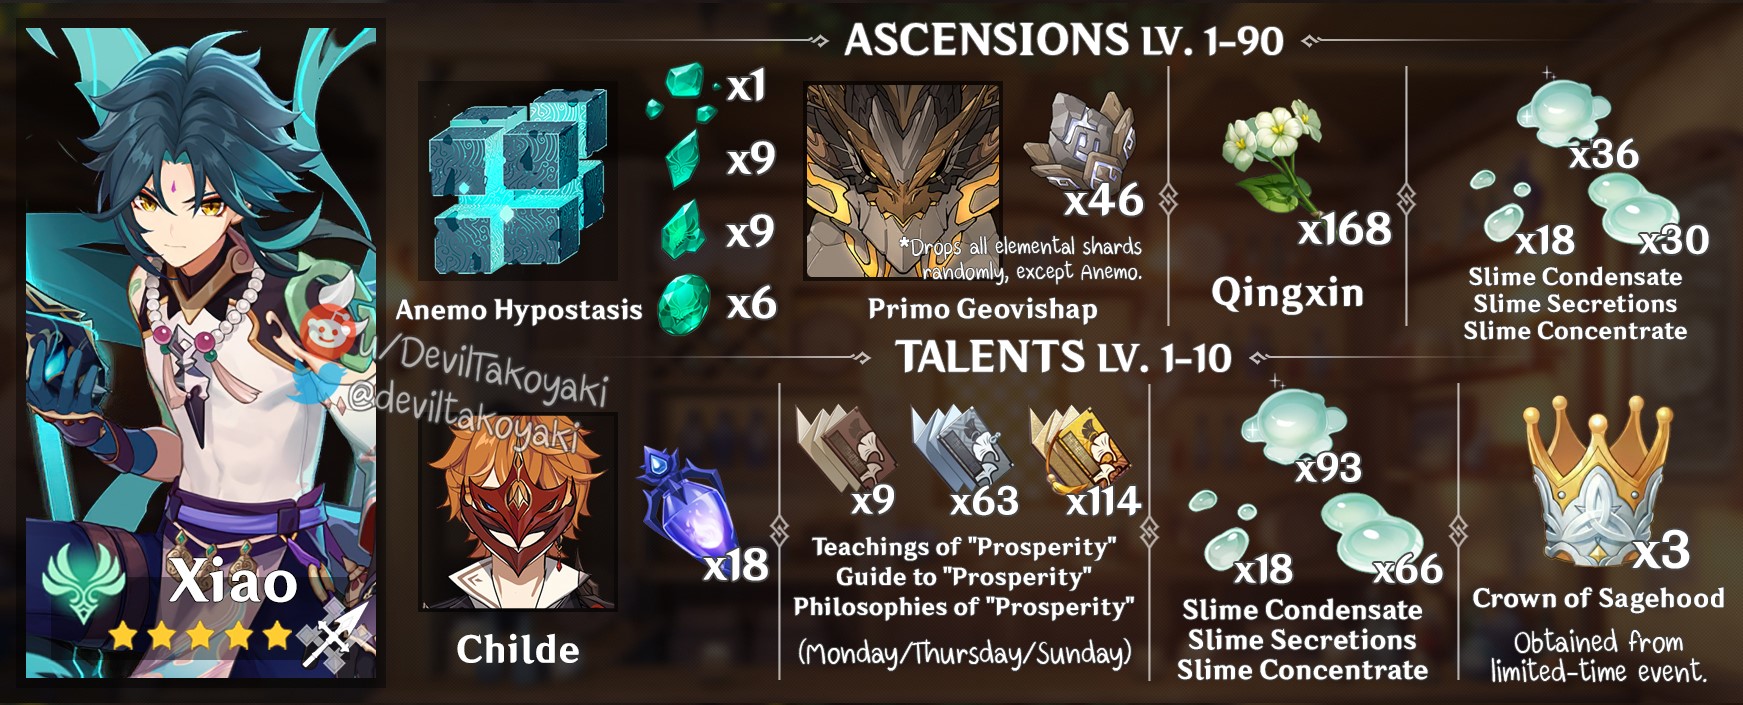 ASCENSIONS LV. 1-90
x1
x9
x9
x6
Anemo Hypostasis
x46
*Drops all elemental shards
randomly, except Anemo.
Primo Geovishap
x168
Qingxin
x36
x18
x30
Slime Condensate
Slime Secretions
Slime Concentrate
u/DevilTakoyaki
@deviltakoyaki
Xiao
TALENTS LV. 1-10
Childe
x18
x9
x63
x114
Teachings of "Prosperity"
Guide to "Prosperity"
Philosophies of "Prosperity"
(Monday/Thursday/Sunday)
x93
x18
x66
Slime Condensate
Slime Secretions
Slime Concentrate
x3
Crown of Sagehood
Obtained from
limited-time event.